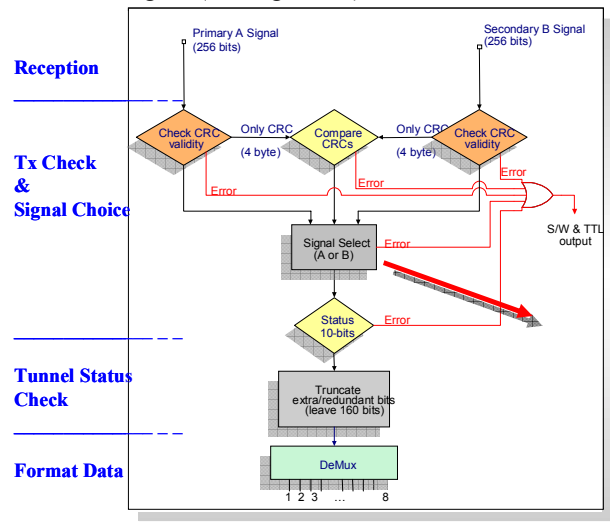 Primary A Signal
(256 bits)
Secondary B Signal
(256 bits)
Reception
Check CRC
validity
Only CRC
(4 byte)
Compare
CRCs
Only CRC
(4 byte)
Check CRC
validity
Tx Check
&
Signal Choice
Error
Error
Error
S/W & TTL
output
Signal Select
(A or B)
Error
Status
10-bits
Error
Tunnel Status
Check
Truncate
extra/redundant bits
(leave 160 bits)
Format Data
DeMux
1 2 3 ... 8